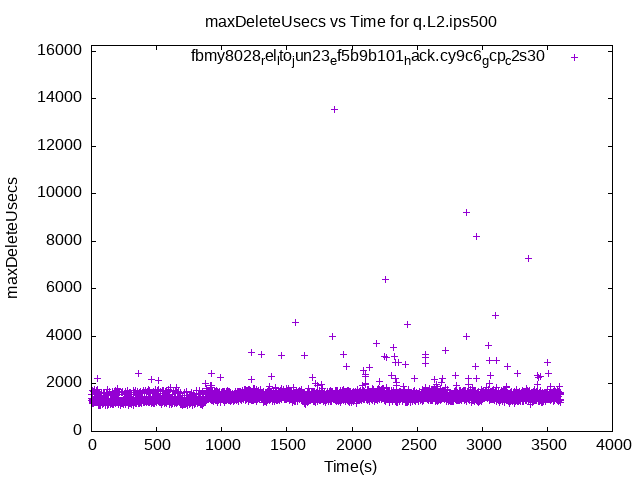 maxDeleteUsecs vs Time for q.L2.ips500
fbmy8028relltojun23ef5b9b101hack.cy9c6gcpc2s30
16000
14000
12000
10000
8000
6000
4000
2000
0
maxDeleteUsecs
0 500 1000 1500 2000 2500 3000 3500 4000
Time(s)